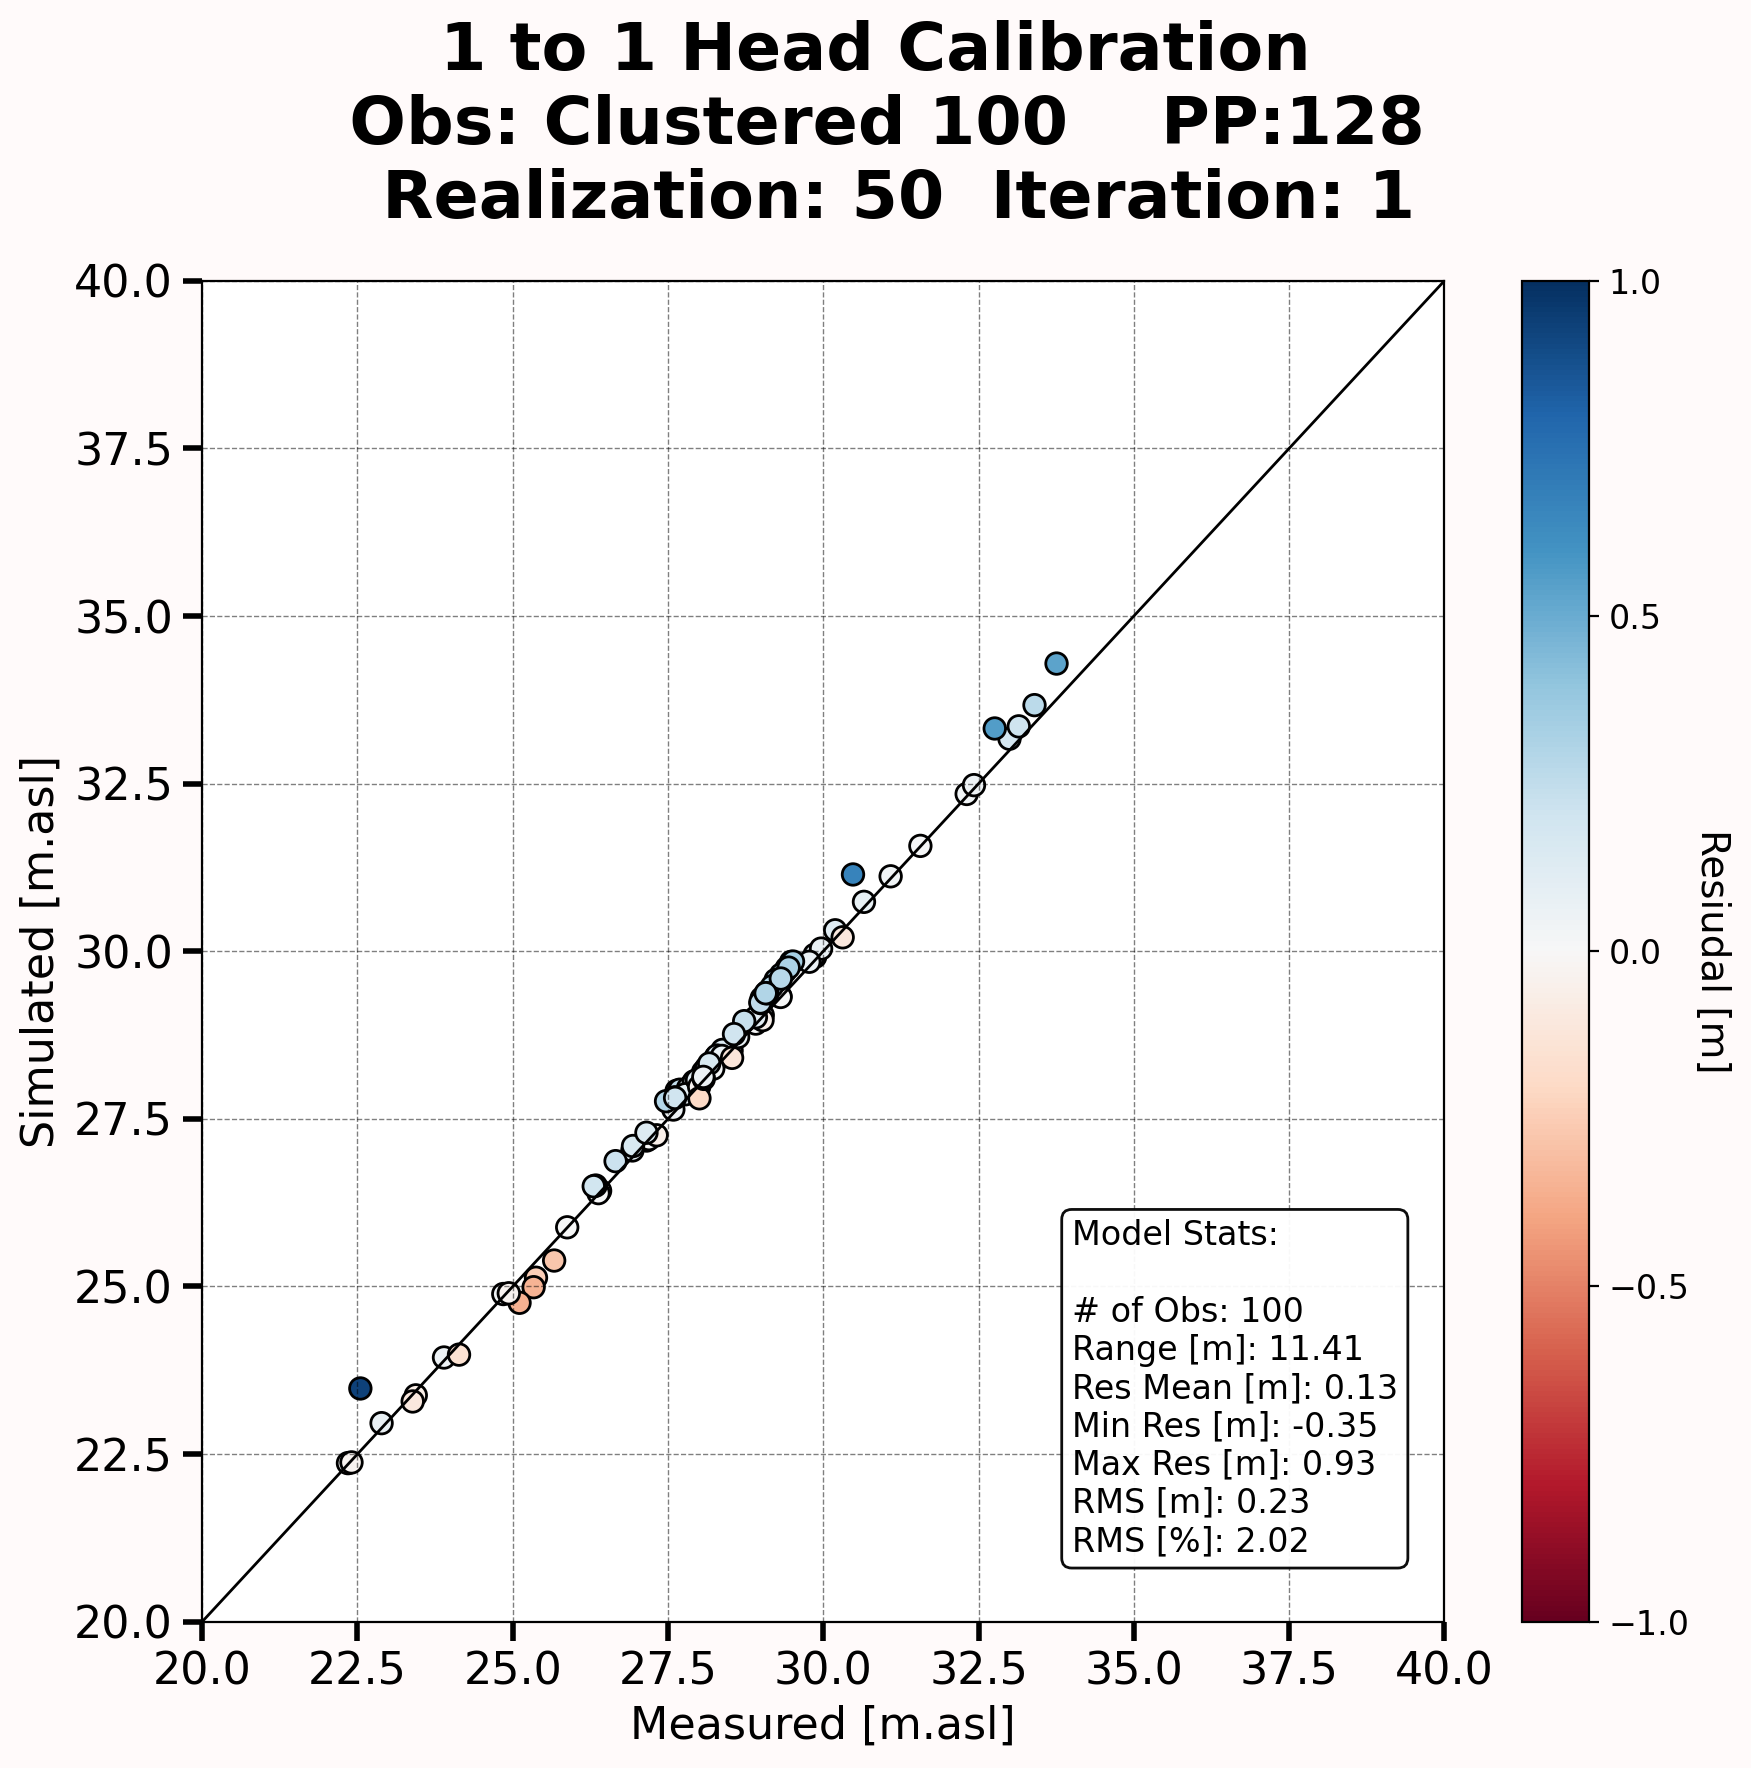 1 to 1 Head Calibration
Obs: Clustered 100    PP:128
Realization: 50  Iteration: 1
40.0
37.5
35.0
32.5
30.0
27.5
25.0
22.5
20.0
Simulated [m.asl]
20.0 22.5 25.0 27.5 30.0 32.5 35.0 37.5 40.0
Measured [m.asl]
Model Stats:
# of Obs: 100
Range [m]: 11.41
Res Mean [m]: 0.13
Min Res [m]: -0.35
Max Res [m]: 0.93
RMS [m]: 0.23
RMS [%]: 2.02
1.0
0.5
0.0
−0.5
−1.0
Resiudal [m]